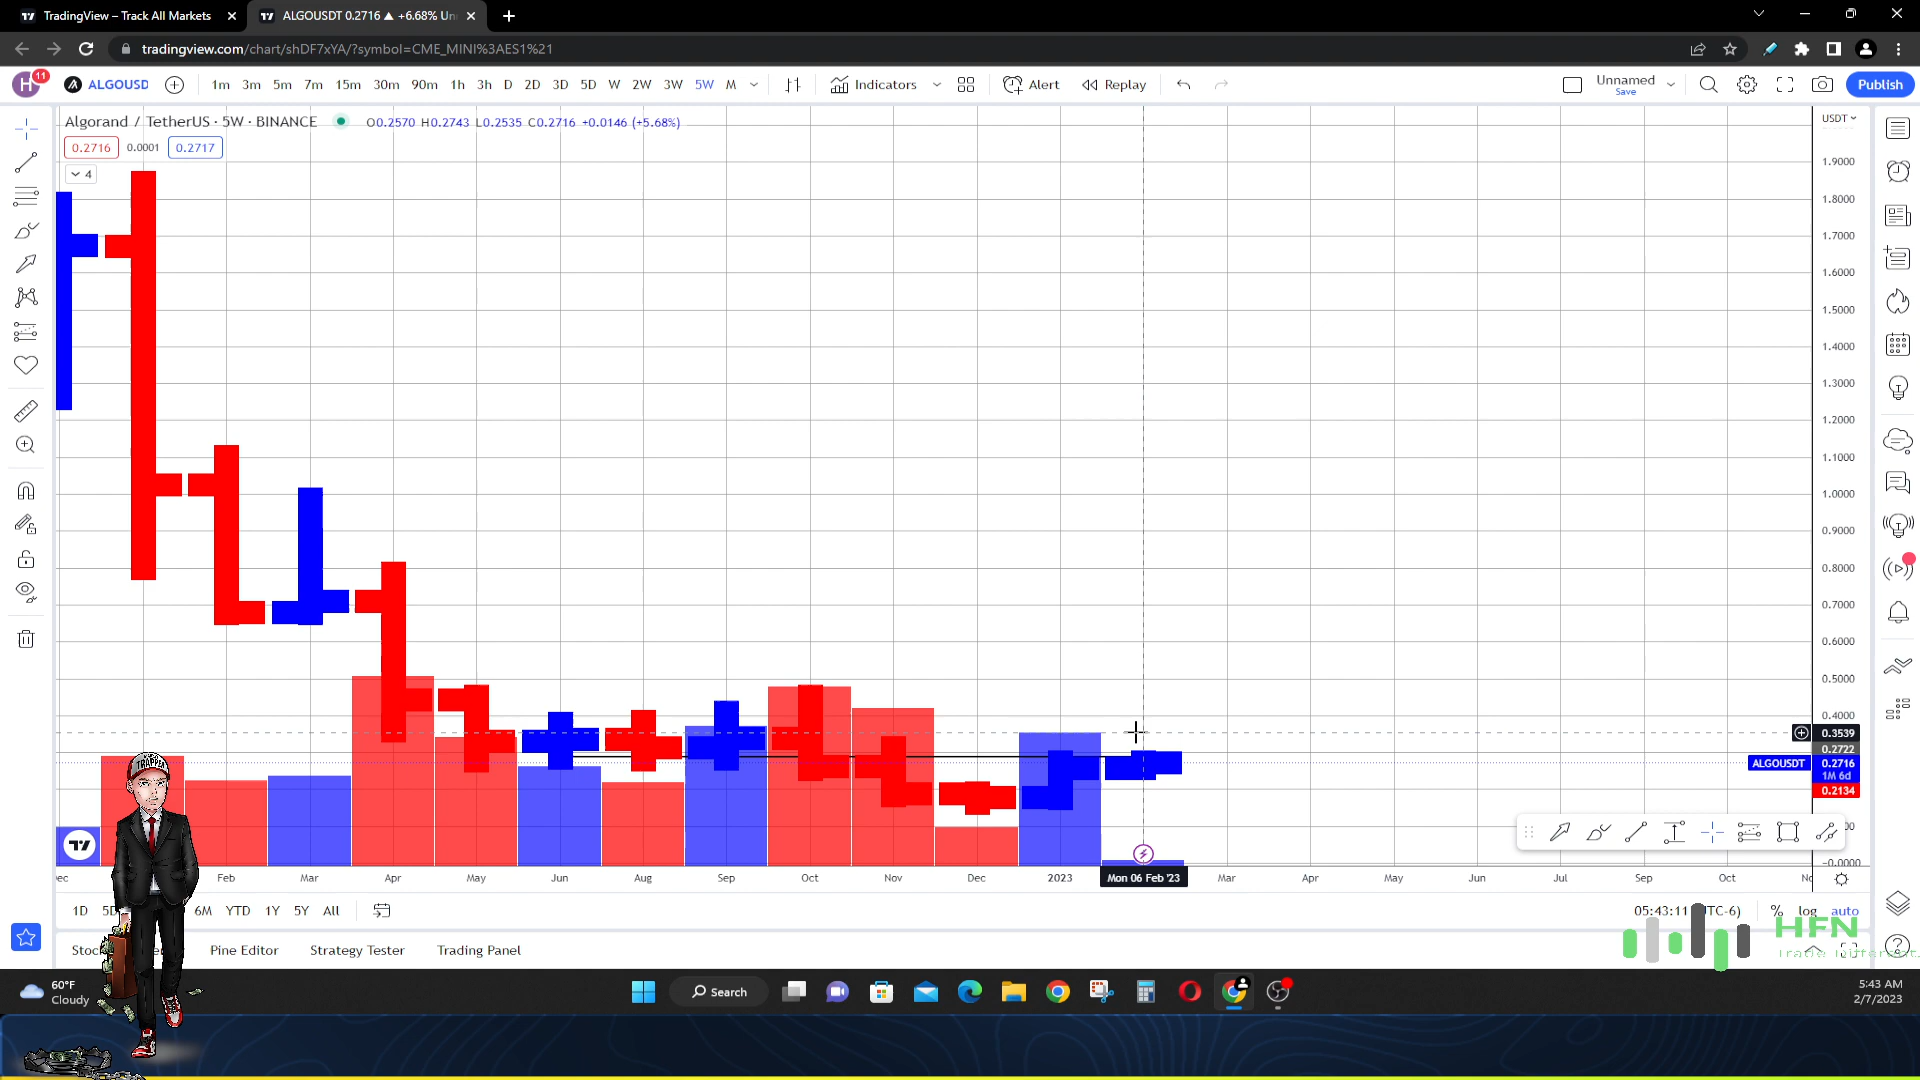 TradingView – Track All Markets
ALGOUSDT 0.2716 ▲ +6.68% Un
tradingview.com/chart/shDF7xYA/?symbol=CME_MINI%3AES1%21
H 11 ALGOUSD 1m 3m 5m 7m 15m 30m 90m 1h 3h D 2D 3D 5D W 2W 3W 5W M Indicators Alert Replay Unnamed Publish
Save
Algorand / TetherUS · 5W · BINANCE O0.2570 H0.2743 L0.2535 C0.2716 +0.0146 (+5.68%)
USDT
0.2716 0.0001 0.2717
4
1.9000
1.8000
1.7000
1.6000
1.5000
1.4000
1.3000
1.2000
1.1000
1.0000
0.9000
0.8000
0.7000
0.6000
0.5000
0.4000
0.3539
0.2722
ALGOUSDT 0.2716
1M 6d
0.2134
-0.0000
TRAPPER
Feb Mar Apr May Jun Aug Sep Oct Nov Dec 2023 Mon 06 Feb '23 Mar Apr May Jun Jul Sep Oct
1D 6M YTD 1Y 5Y All
05:43:11 % log auto
Pine Editor Strategy Tester Trading Panel
HFN
Trade Different
60°F
Cloudy
Search
5:43 AM
2/7/2023